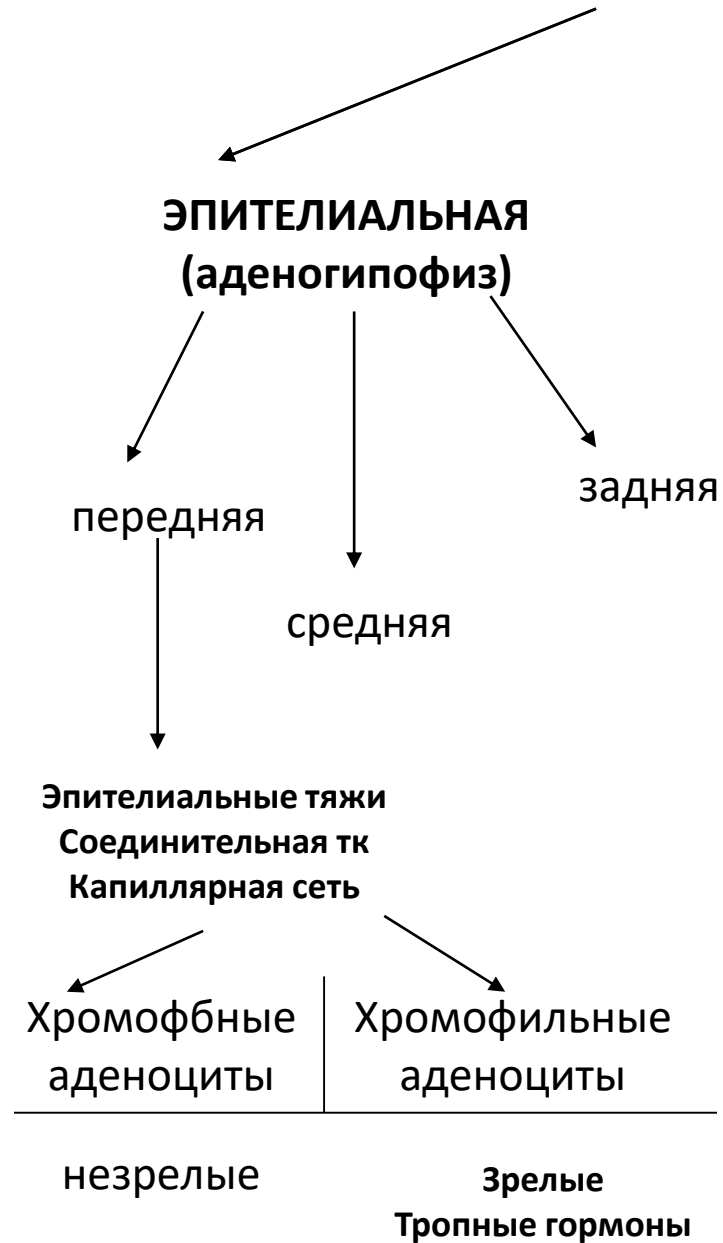 ЭПИТЕЛИАЛЬНАЯ
(аденогипофиз)
передняя
средняя
задняя
Эпителиальные тяжи
Соединительная тк
Капиллярная сеть
Хромофбные
аденоциты
Хромофильные
аденоциты
незрелые
Зрелые
Тропные гормоны